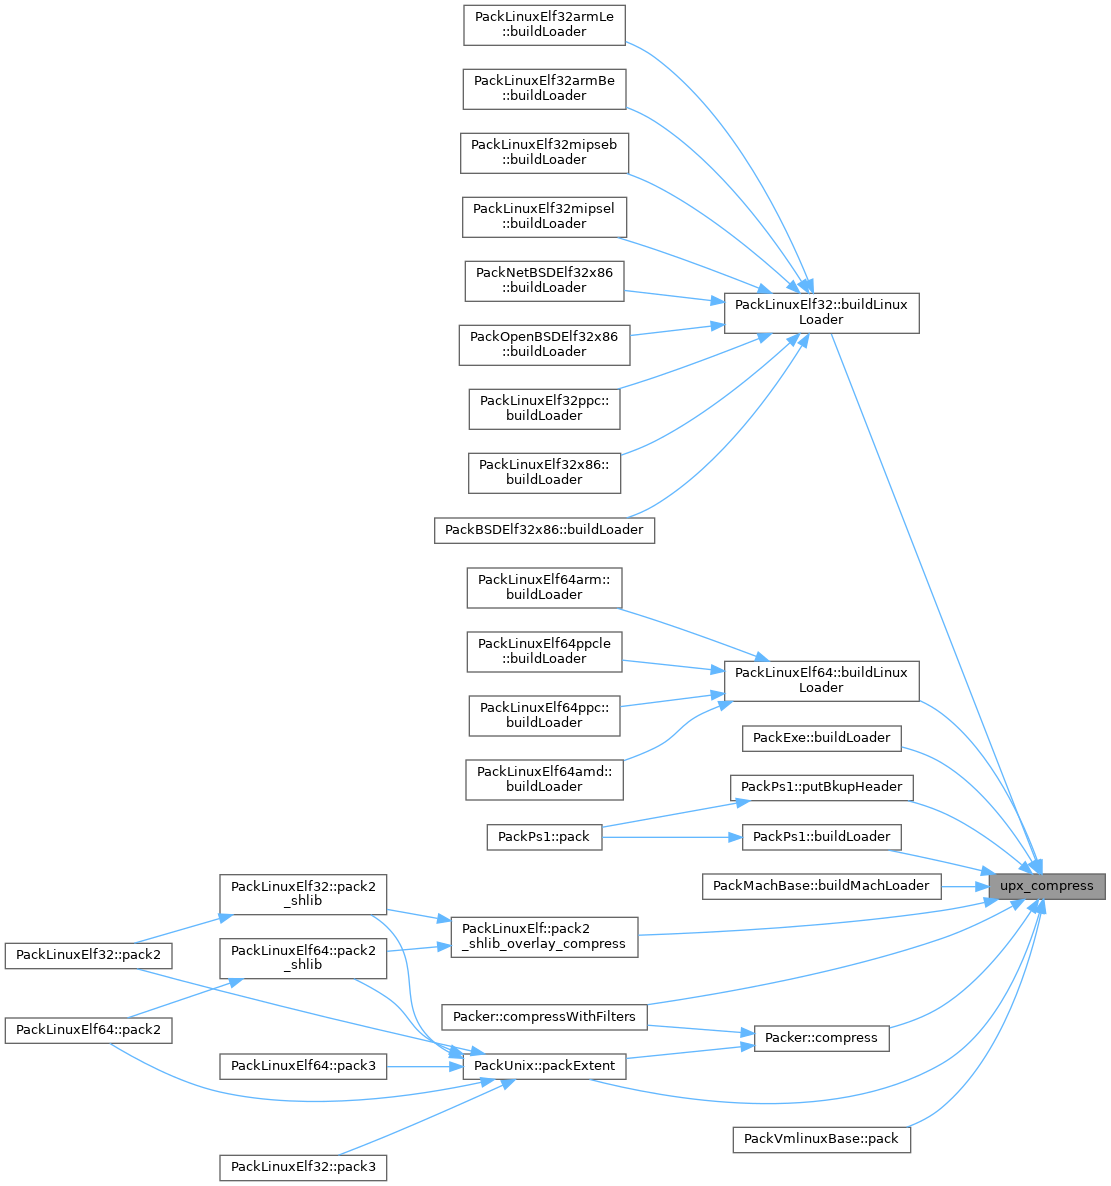 PackLinuxElf32armLe
::buildLoader
PackLinuxElf32armBe
::buildLoader
PackLinuxElf32mipseb
::buildLoader
PackLinuxElf32mipsel
::buildLoader
PackNetBSDElf32x86
::buildLoader
PackLinuxElf32::buildLinux
Loader
PackOpenBSDElf32x86
::buildLoader
PackLinuxElf32ppc::
buildLoader
PackLinuxElf32x86::
buildLoader
PackBSDElf32x86::buildLoader
PackLinuxElf64arm::
buildLoader
PackLinuxElf64ppcle
::buildLoader
PackLinuxElf64::buildLinux
Loader
PackLinuxElf64ppc::
buildLoader
PackExe::buildLoader
PackLinuxElf64amd::
buildLoader
PackPs1::putBkupHeader
PackPs1::pack
PackPs1::buildLoader
PackMachBase::buildMachLoader
upx_compress
PackLinuxElf32::pack2
_shlib
PackLinuxElf::pack2
_shlib_overlay_compress
PackLinuxElf32::pack2
PackLinuxElf64::pack2
_shlib
Packer::compressWithFilters
PackLinuxElf64::pack2
Packer::compress
PackLinuxElf64::pack3
PackUnix::packExtent
PackVmlinuxBase::pack
PackLinuxElf32::pack3